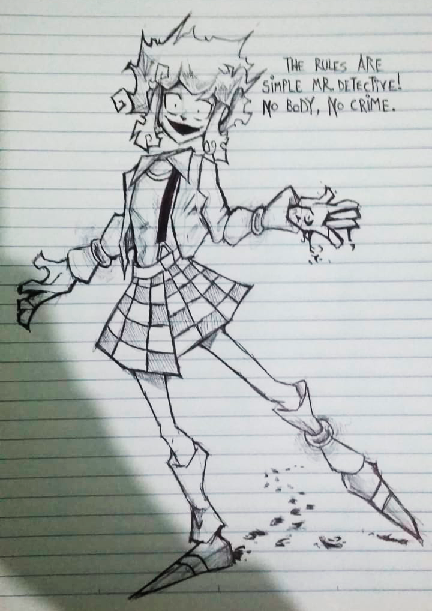 THE RULES ARE
SIMPLE MR DETECTIVE!
NO BODY, NO CRIME.